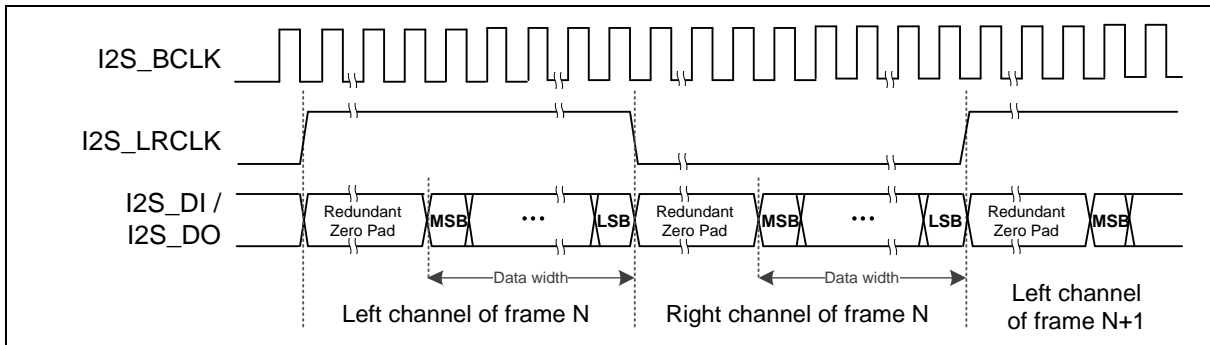 I2S_BCLK
I2S_LRCLK
I2S_DI /
I2S_DO
Redundant
Zero Pad
MSB
...
LSB
Redundant
Zero Pad
MSB
...
LSB
Redundant
Zero Pad
MSB
Data width
Data width
Left channel of frame N
Right channel of frame N
Left channel
of frame N+1